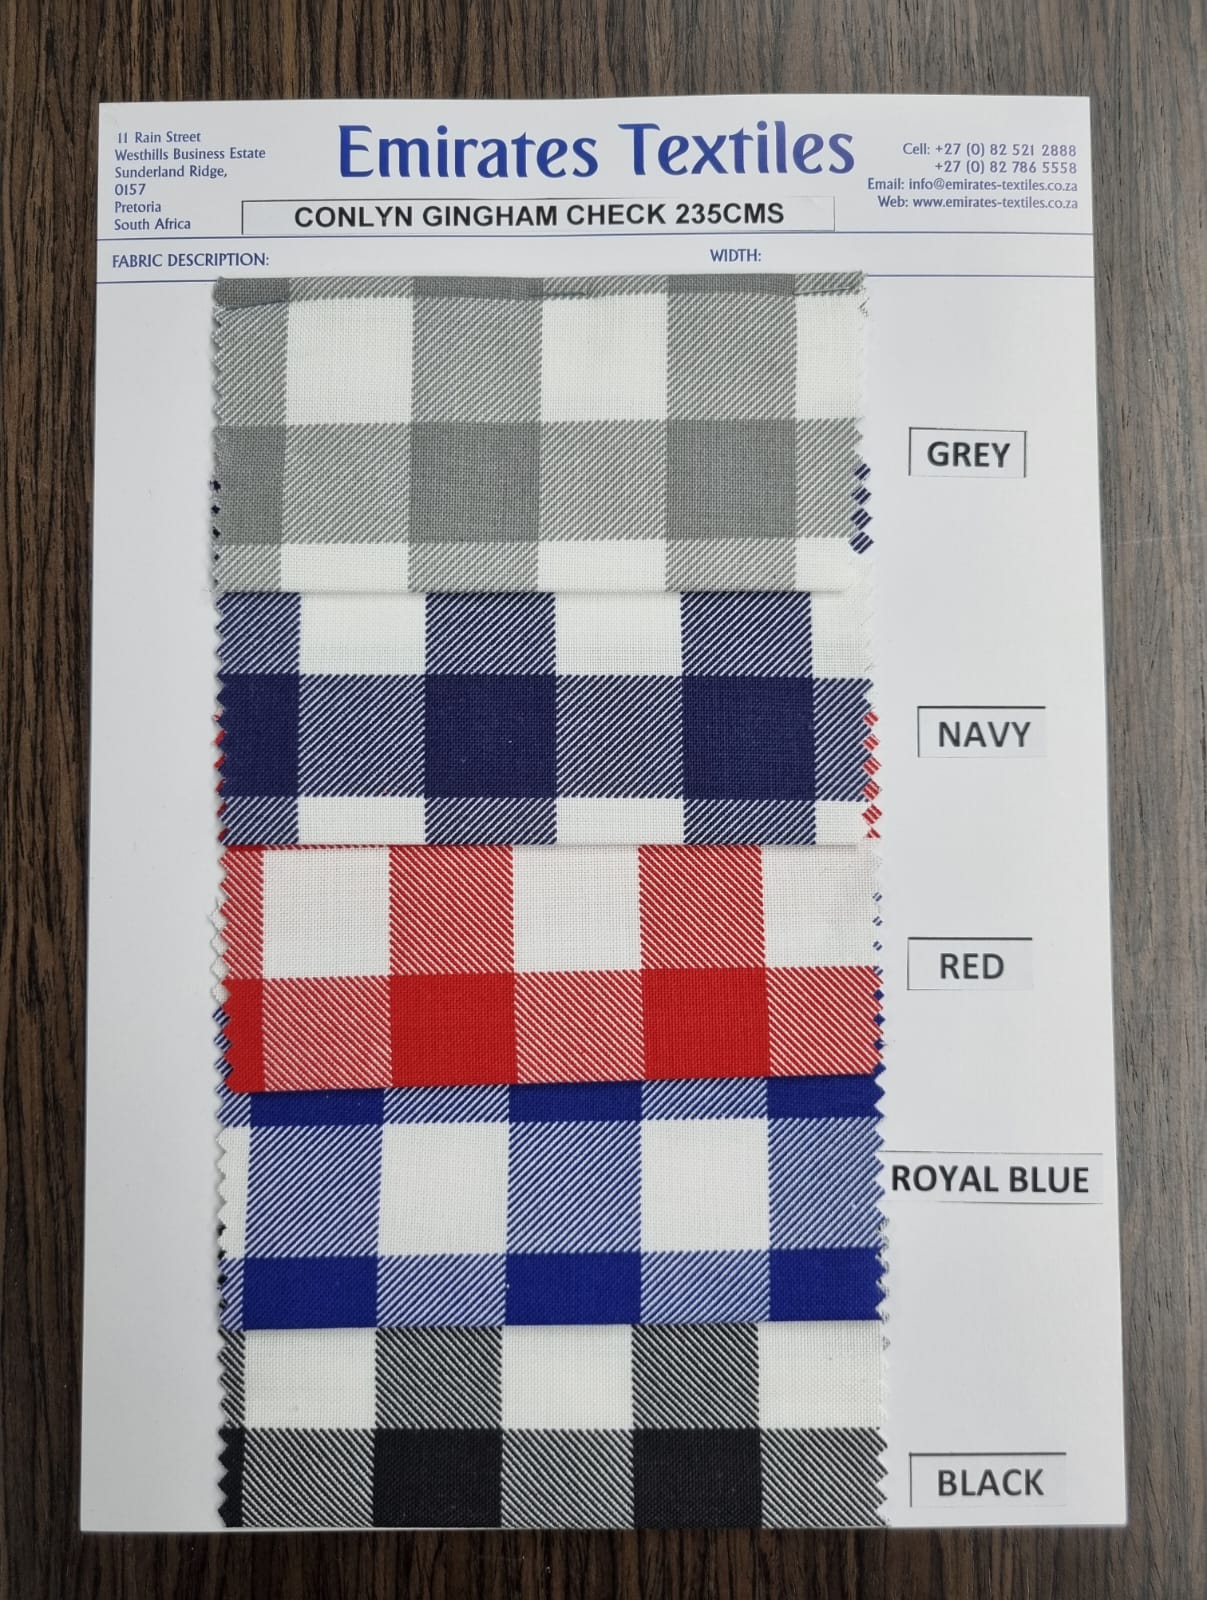 11 Rain Street
Westhills Business Estate
Sunderland Ridge,
0157
Pretoria
South Africa
Emirates Textiles
Cell: +27 (0) 82 521 2888
+27 (0) 82 786 5558
Email: info@emirates-textiles.co.za
Web: www.emirates-textiles.co.za
CONLYN GINGHAM CHECK 235CMS
FABRIC DESCRIPTION:
WIDTH:
GREY
NAVY
RED
ROYAL BLUE
BLACK